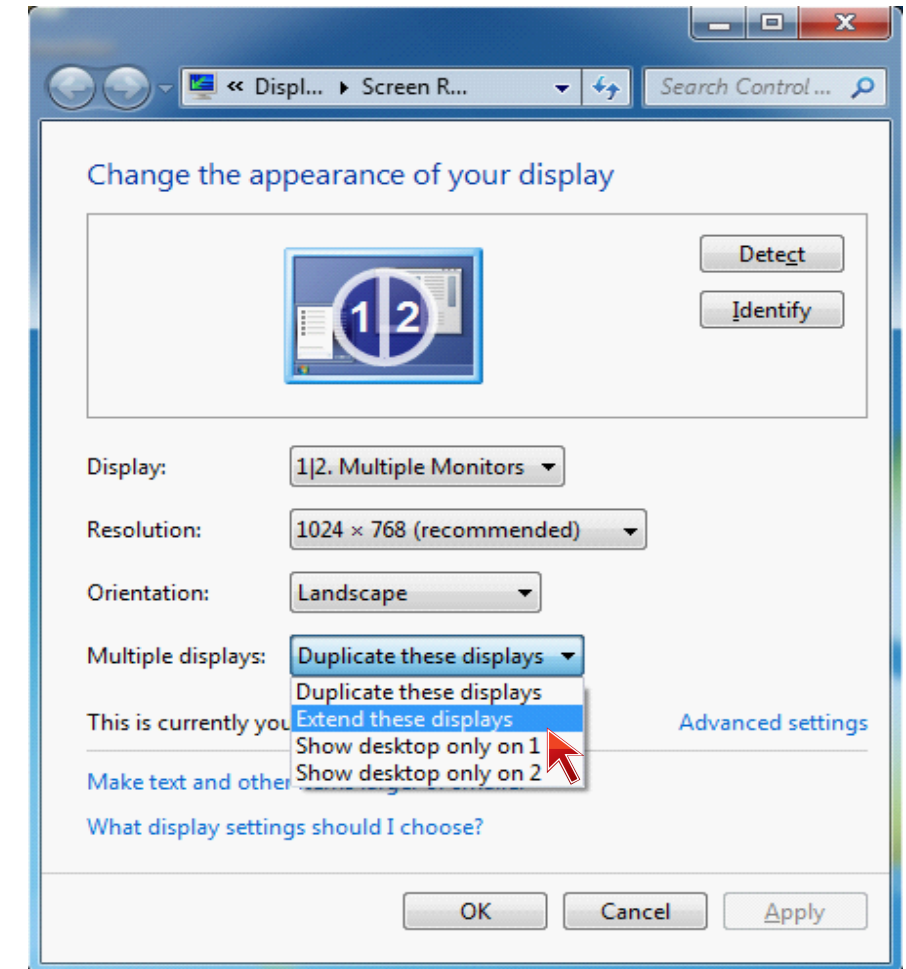 « Displ... Screen R... Search Control ...
Change the appearance of your display
Detect
1 2
Identify
Display: 1|2. Multiple Monitors
Resolution: 1024 × 768 (recommended)
Orientation: Landscape
Multiple displays: Duplicate these displays
Duplicate these displays
This is currently you Extend these displays Advanced settings
Show desktop only on 1
Make text and othe Show desktop only on 2
What display settings should I choose?
OK Cancel Apply